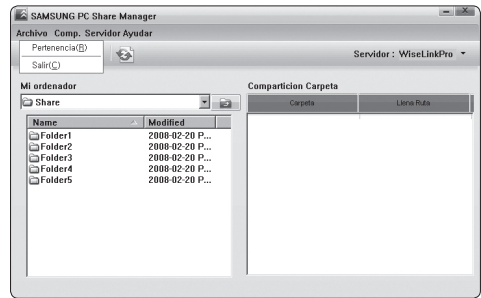 SAMSUNG PC Share Manager
Archivo Comp. Servidor Ayudar
Pertenencia(R)
Salir(C)
Servidor : WiseLinkPro
Mi ordenador
Share
Name Modified
Folder1 2008-02-20 P...
Folder2 2008-02-20 P...
Folder3 2008-02-20 P...
Folder4 2008-02-20 P...
Folder5 2008-02-20 P...
Comparticion Carpeta
Carpeta Llena Ruta